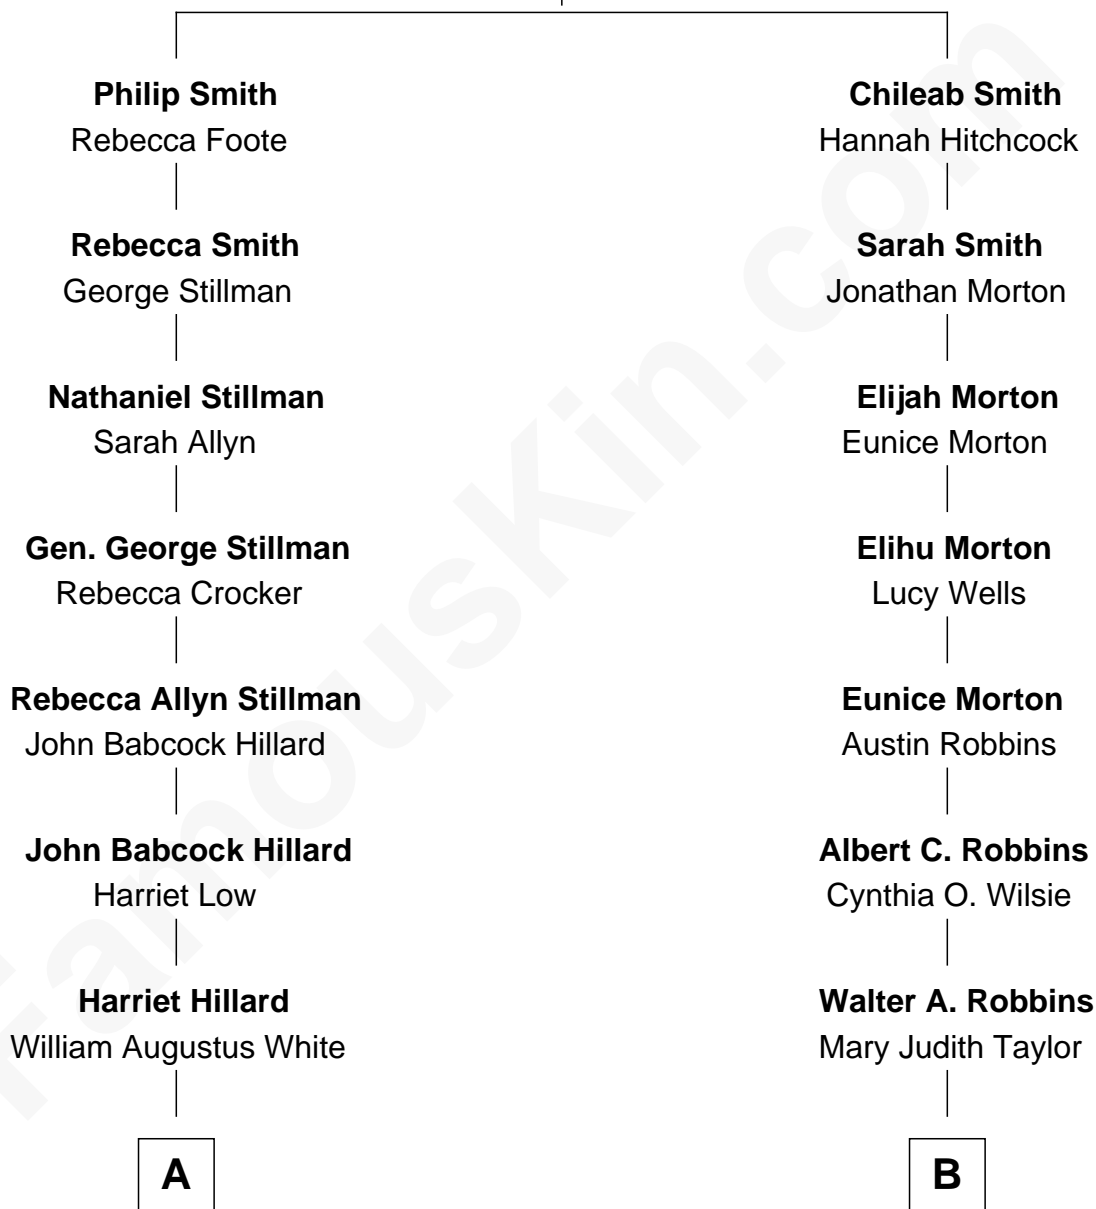 Philip Smith
Rebecca Foote
Rebecca Smith
George Stillman
Nathaniel Stillman
Sarah Allyn
Gen. George Stillman
Rebecca Crocker
Rebecca Allyn Stillman
John Babcock Hillard
John Babcock Hillard
Harriet Low
Harriet Hillard
William Augustus White
A
Chileab Smith
Hannah Hitchcock
Sarah Smith
Jonathan Morton
Elijah Morton
Eunice Morton
Elihu Morton
Lucy Wells
Eunice Morton
Austin Robbins
Albert C. Robbins
Cynthia O. Wilsie
Walter A. Robbins
Mary Judith Taylor
B
FamousKin.com